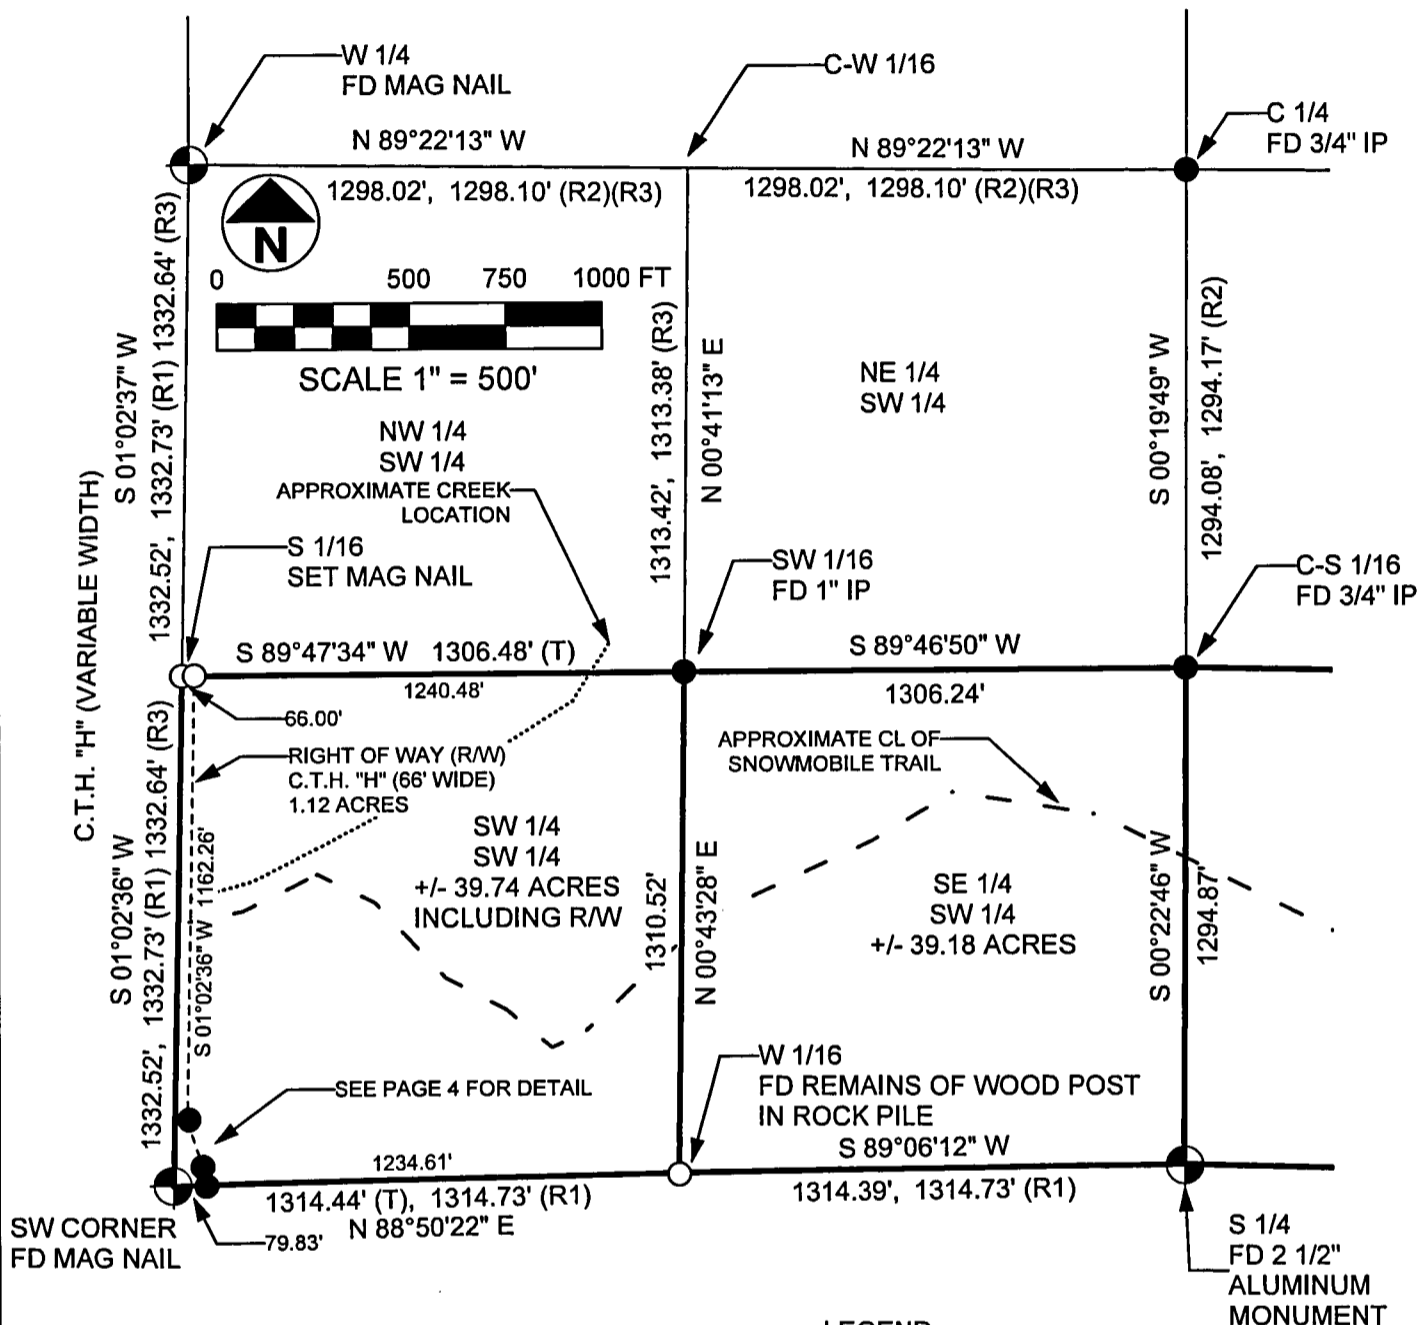 W 1/4
FD MAG NAIL
C-W 1/16
C 1/4
FD 3/4" IP
N 89°22'13" W
1298.02', 1298.10' (R2)(R3)
N 89°22'13" W
1298.02', 1298.10' (R2)(R3)
N
0 500 750 1000 FT
SCALE 1" = 500'
S 01°02'37" W
1332.52', 1332.73' (R1) 1332.64' (R3)
NW 1/4
SW 1/4
APPROXIMATE CREEK
LOCATION
1313.42', 1313.38' (R3)
N 00°41'13" E
NE 1/4
SW 1/4
S 00°19'49" W
1294.08', 1294.17' (R2)
C.T.H. "H" (VARIABLE WIDTH)
S 1/16
SET MAG NAIL
SW 1/16
FD 1" IP
C-S 1/16
FD 3/4" IP
S 89°47'34" W 1306.48' (T)
1240.48'
S 89°46'50" W
1306.24'
66.00'
RIGHT OF WAY (R/W)
C.T.H. "H" (66' WIDE)
1.12 ACRES
APPROXIMATE CL OF
SNOWMOBILE TRAIL
S 01°02'36" W
1332.52', 1332.73' (R1) 1332.64' (R3)
S 01°02'36" W 1162.26'
SW 1/4
SW 1/4
+/- 39.74 ACRES
INCLUDING R/W
1310.52'
N 00°43'28" E
SE 1/4
SW 1/4
+/- 39.18 ACRES
S 00°22'46" W
1294.87'
SEE PAGE 4 FOR DETAIL
W 1/16
FD REMAINS OF WOOD POST
IN ROCK PILE
1234.61'
1314.44' (T), 1314.73' (R1)
N 88°50'22" E
S 89°06'12" W
1314.39', 1314.73' (R1)
79.83'
SW CORNER
FD MAG NAIL
S 1/4
FD 2 1/2"
ALUMINUM
MONUMENT
LEGEND